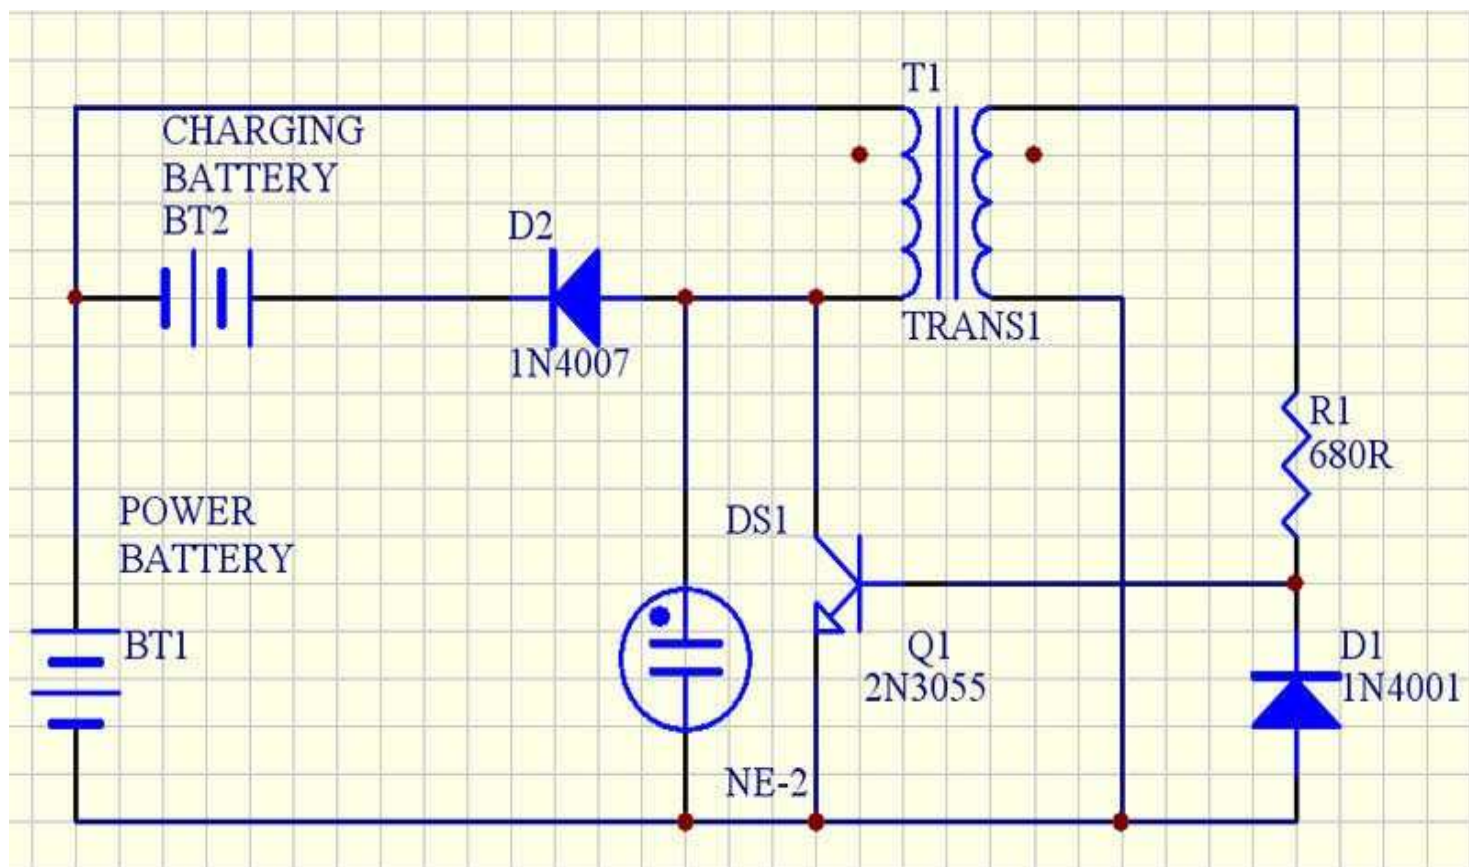 T1
CHARGING
BATTERY
BT2
D2
1N4007
TRANS1
R1
680R
POWER
BATTERY
DS1
BT1
Q1
2N3055
D1
1N4001
NE-2